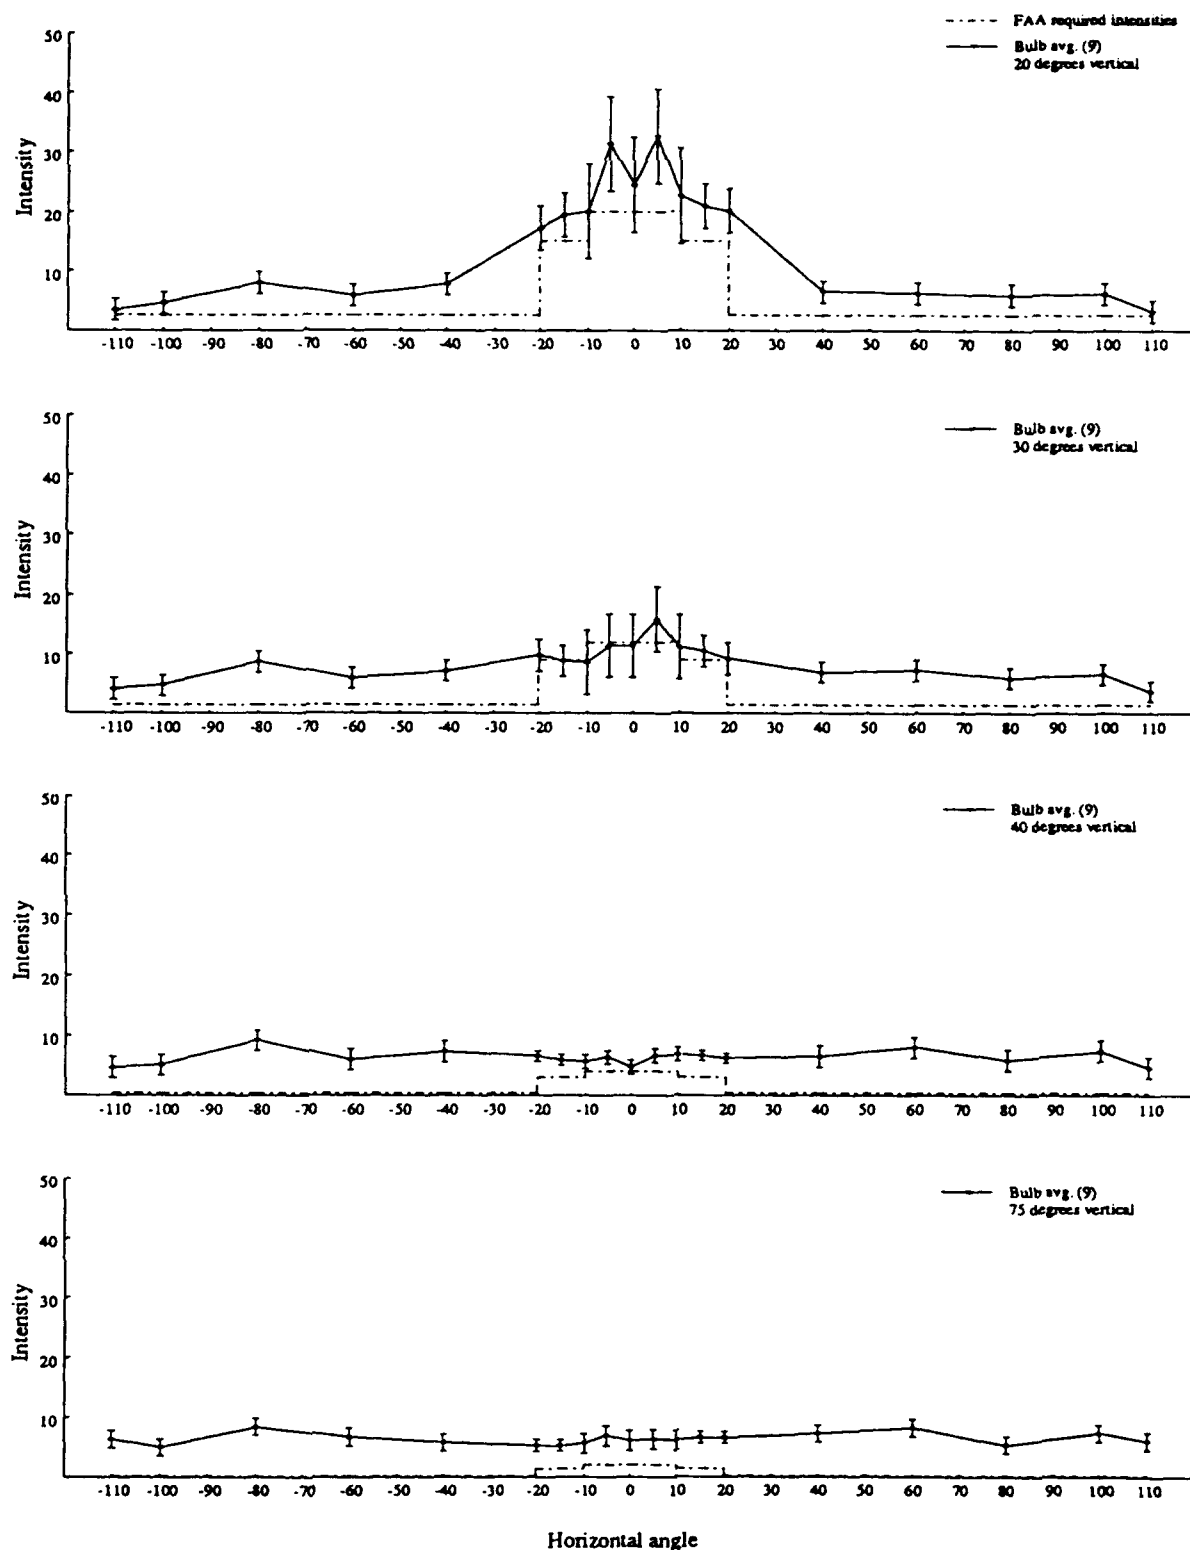 FAA required intensities
Bulb avg. (9)
20 degrees vertical
50
40
30
20
10
Intensity
-110 -100 -90 -80 -70 -60 -50 -40 -30 -20 -10 0 10 20 30 40 50 60 70 80 90 100 110
Bulb avg. (9)
30 degrees vertical
50
40
30
20
10
Intensity
-110 -100 -90 -80 -70 -60 -50 -40 -30 -20 -10 0 10 20 30 40 50 60 70 80 90 100 110
Bulb avg. (9)
40 degrees vertical
50
40
30
20
10
Intensity
-110 -100 -90 -80 -70 -60 -50 -40 -30 -20 -10 0 10 20 30 40 50 60 70 80 90 100 110
Bulb avg. (9)
75 degrees vertical
50
40
30
20
10
Intensity
-110 -100 -90 -80 -70 -60 -50 -40 -30 -20 -10 0 10 20 30 40 50 60 70 80 90 100 110
Horizontal angle